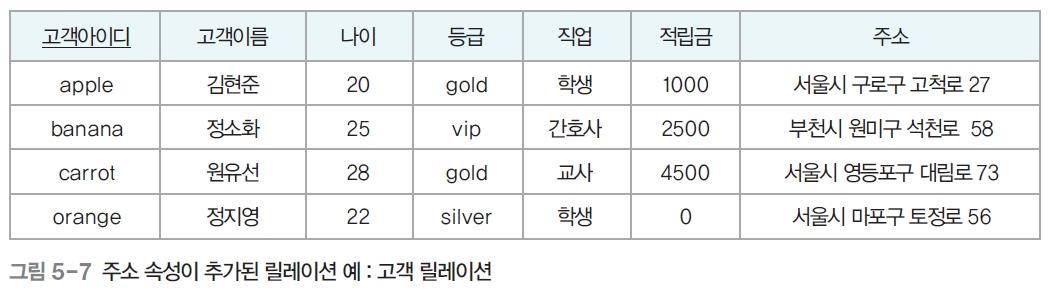 고객아이디 고객이름 나이 등급 직업 적립금 주소
apple 김현준 20 gold 학생 1000 서울시 구로구 고척로 27
banana 정소화 25 vip 간호사 2500 부천시 원미구 석천로 58
carrot 원유선 28 gold 교사 4500 서울시 영등포구 대림로 73
orange 정지영 22 silver 학생 0 서울시 마포구 토정로 56
그림 5-7 주소 속성이 추가된 릴레이션 예 : 고객 릴레이션